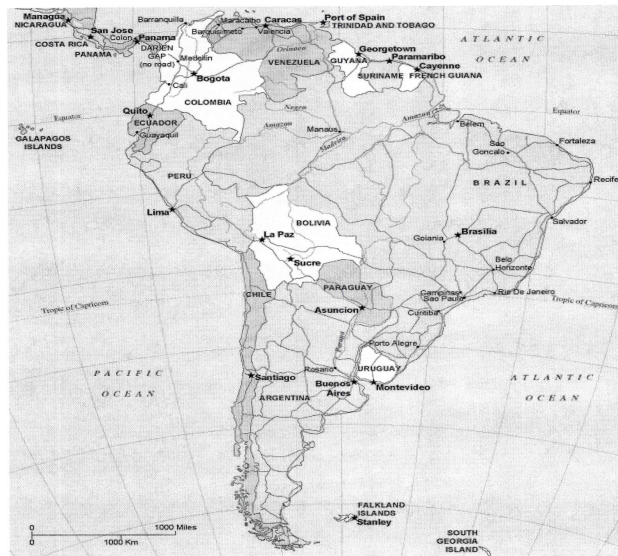 Managua
NICARAGUA
San Jose
COSTA RICA
Colon
Panama
PANAMA
DARIEN
GAP
(no road)
Barranquilla
Maracaibo
Barquisimeto
Caracas
Valencia
Port of Spain
TRINIDAD AND TOBAGO
Orinoco
VENEZUELA
Medellin
Bogota
Cali
COLOMBIA
Georgetown
GUYANA
Paramaribo
SURINAME
Cayenne
FRENCH GUIANA
ATLANTIC
OCEAN
Equator
Quito
ECUADOR
Guayaquil
GALAPAGOS
ISLANDS
Negro
Amazon
Manaus
Madeira
Amazon
Equator
Belem
Sao
Goncalo
Fortaleza
Recife
PERU
Lima
BRAZIL
Salvador
BOLIVIA
La Paz
Sucre
Brasilia
Goiania
Belo
Horizonte
CHILE
PARAGUAY
Asuncion
Campinas
Sao Paulo
Rio De Janeiro
Curitiba
Tropic of Capricorn
Tropic of Capricorn
Parana
Porto Alegre
PACIFIC
OCEAN
Santiago
Rosario
URUGUAY
Buenos
Aires
Montevideo
ARGENTINA
ATLANTIC
OCEAN
FALKLAND
ISLANDS
Stanley
SOUTH
GEORGIA
ISLAND
0
1000 Miles
0
1000 Km